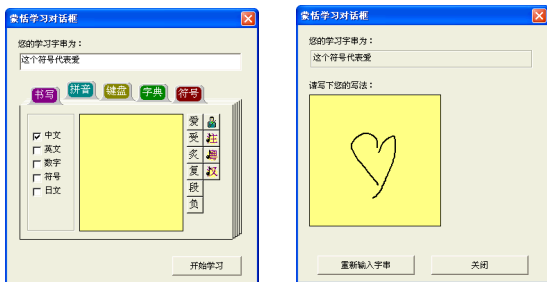 蒙恬学习对话框
您的学习字串为：
这个符号代表爱
书写 拼音 键盘 字典 符号
中文
英文
数字
符号
日文
愛
受
炙
复
段
负
注
汉
开始学习
蒙恬学习对话框
您的学习字串为：
这个符号代表爱
请写下您的写法：
重新输入字串 关闭